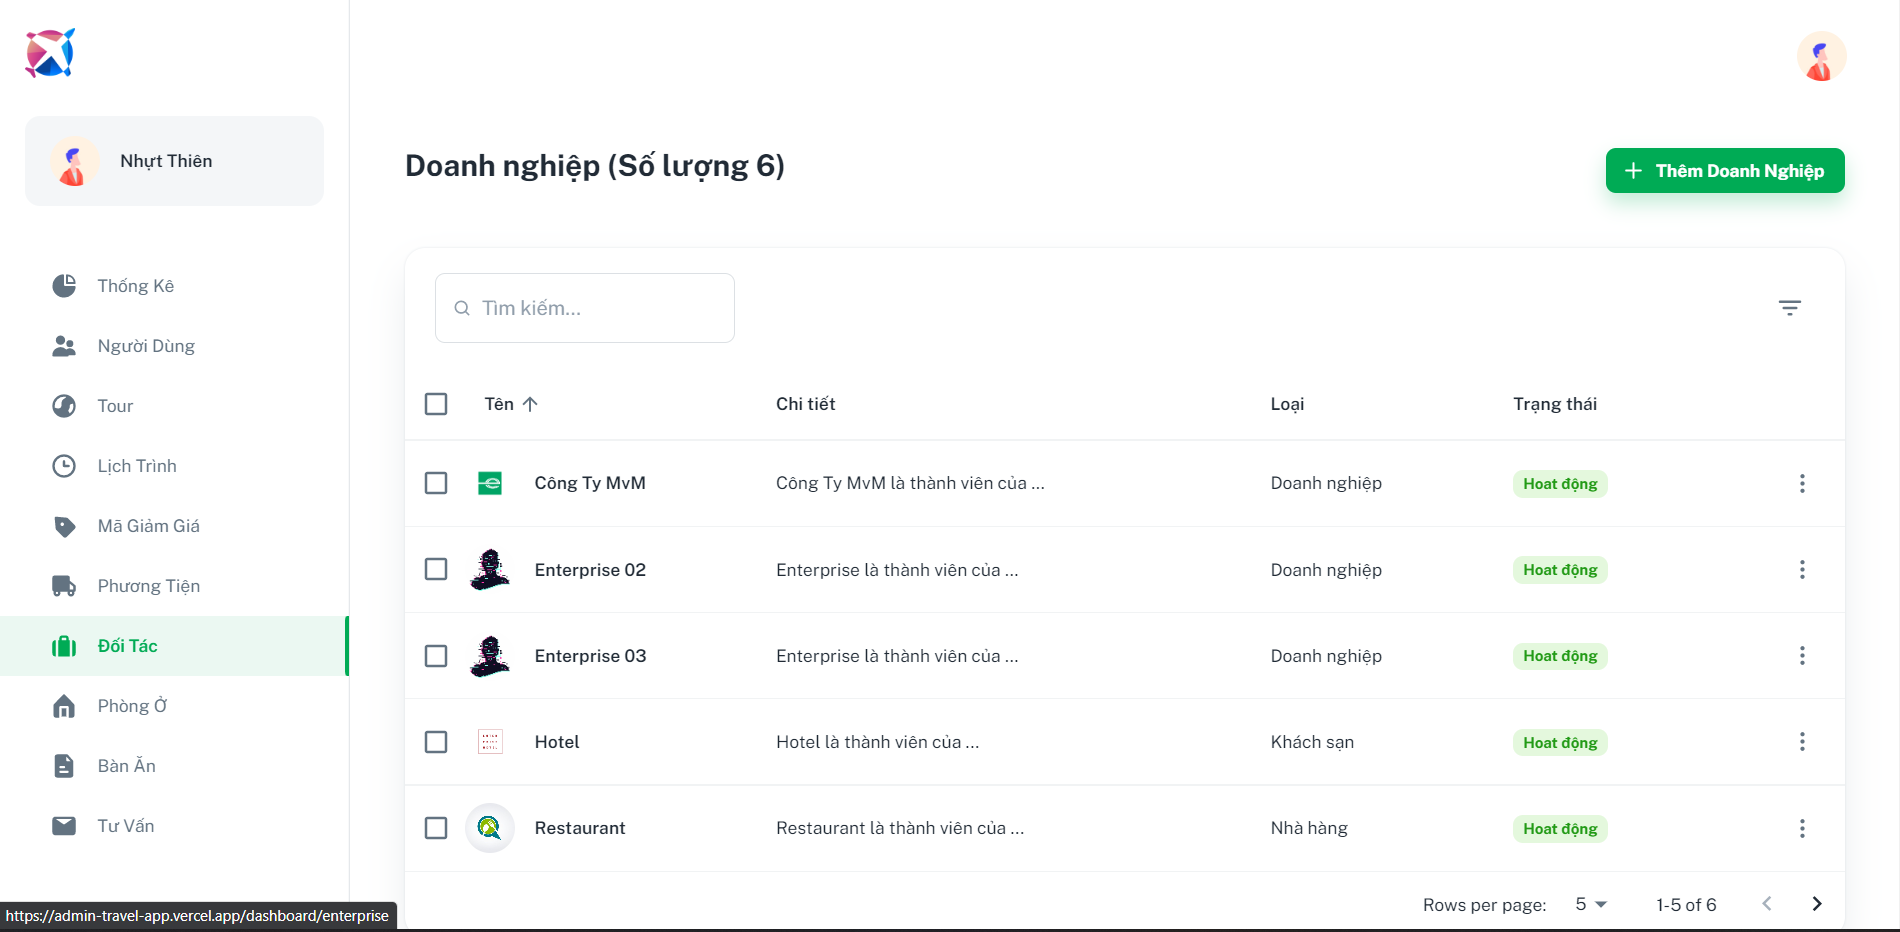 Nhựt Thiên
Thống Kê
Người Dùng
Tour
Lịch Trình
Mã Giảm Giá
Phương Tiện
Đối Tác
Phòng Ở
Bàn Ăn
Tư Vấn
https://admin-travel-app.vercel.app/dashboard/enterprise
Doanh nghiệp (Số lượng 6)
Thêm Doanh Nghiệp
Tìm kiếm...
Tên Chi tiết Loại Trạng thái
Công Ty MvM Công Ty MvM là thành viên của ... Doanh nghiệp Hoat động
Enterprise 02 Enterprise là thành viên của ... Doanh nghiệp Hoat động
Enterprise 03 Enterprise là thành viên của ... Doanh nghiệp Hoat động
Hotel Hotel là thành viên của ... Khách sạn Hoat động
Restaurant Restaurant là thành viên của ... Nhà hàng Hoat động
Rows per page: 5 1-5 of 6